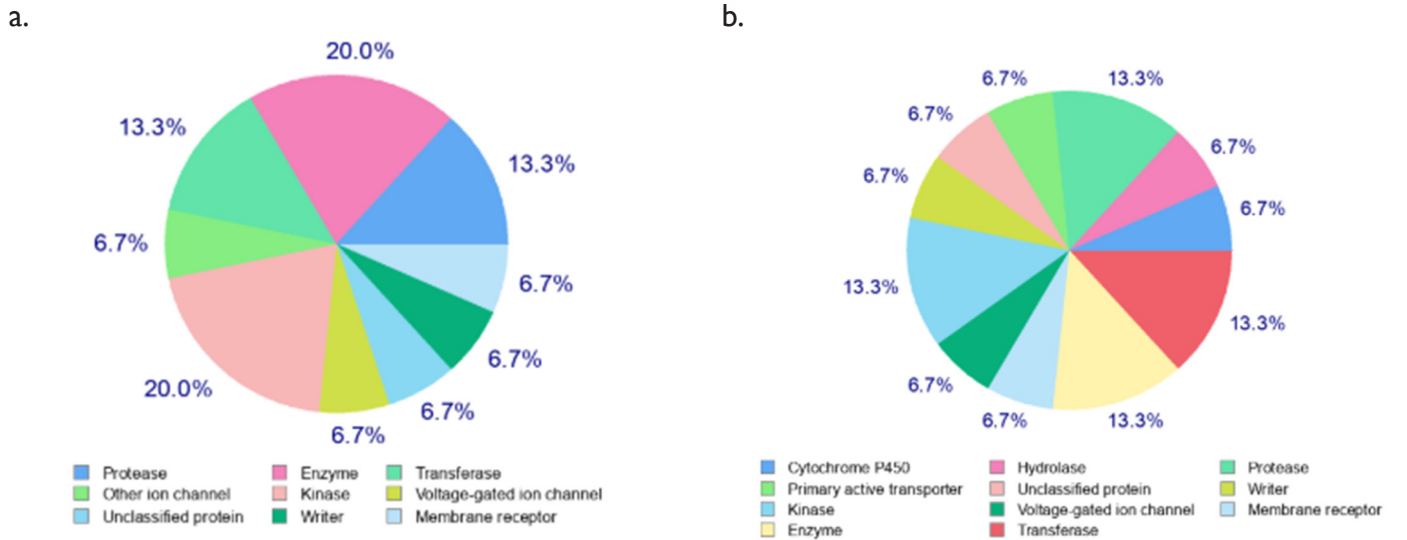 a.
20.0%
13.3%
13.3%
6.7%
6.7%
20.0%
6.7%
6.7%
6.7%
Protease Enzyme Transferase
Other ion channel Kinase Voltage-gated ion channel
Unclassified protein Writer Membrane receptor
b.
6.7% 13.3%
6.7%
6.7%
6.7%
6.7%
13.3%
13.3%
6.7%
6.7% 13.3%
Cytochrome P450 Hydrolase Protease
Primary active transporter Unclassified protein Writer
Kinase Voltage-gated ion channel Membrane receptor
Enzyme Transferase